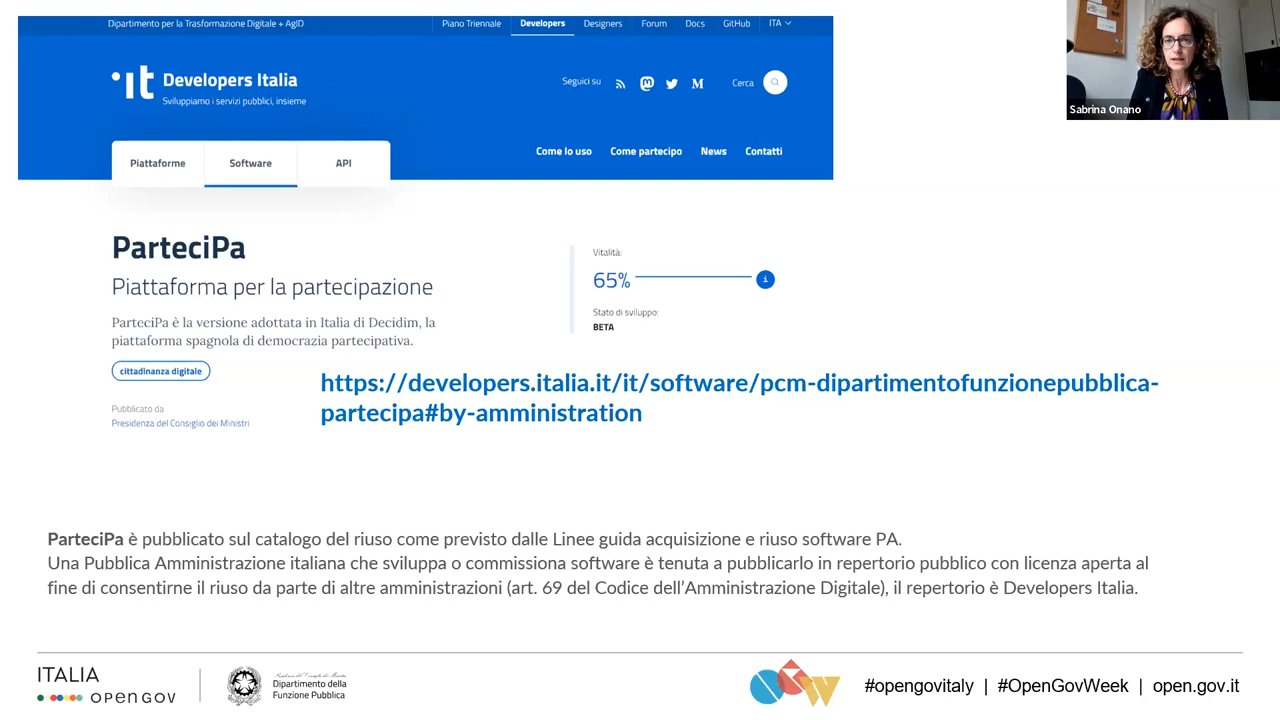 Dipartimento per la Trasformazione Digitale + AgID
Piano Triennale
Developers
Designers
Forum
Docs
GitHub
ITA
Developers Italia
Sviluppiamo i servizi pubblici, insieme
Seguici su
Cerca
Sabrina Onano
Piattaforme
Software
API
Come lo uso
Come partecipo
News
Contatti
ParteciPa
Piattaforma per la partecipazione
ParteciPa è la versione adottata in Italia di Decidim, la
piattaforma spagnola di democrazia partecipativa.
cittadinanza digitale
Pubblicato da
Presidenza del Consiglio dei Ministri
Vitalità:
65%
Stato di sviluppo:
BETA
https://developers.italia.it/it/software/pcm-dipartimentofunzionepubblica-
partecipa#by-amministration
ParteciPa è pubblicato sul catalogo del riuso come previsto dalle Linee guida acquisizione e riuso software PA.
Una Pubblica Amministrazione italiana che sviluppa o commissiona software è tenuta a pubblicarlo in repertorio pubblico con licenza aperta al
fine di consentirne il riuso da parte di altre amministrazioni (art. 69 del Codice dell'Amministrazione Digitale), il repertorio è Developers Italia.
ITALIA
OPEN GOV
Presidenza del Consiglio dei Ministri
Dipartimento della
Funzione Pubblica
#opengovitaly | #OpenGovWeek | open.gov.it